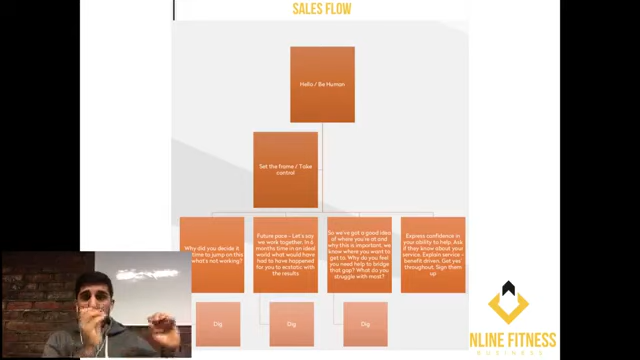 SALES FLOW
Hello / Be Human
Set the frame / Take
control
Why did you decide it
time to jump on this
what's not working?
Future pace – Let's say
we work together. In 6
months time in an ideal
world what would have
had to have happened
for you to ecstatic with
the results
So we've got a good idea
of where you're at and
why this is important, we
know where you want to
get to. Why do you feel
you need help to bridge
that gap? What do you
struggle with most?
Express confidence in
your ability to help. Ask
if they know about your
service. Explain service –
benefit driven. Get yes'
throughout. Sign them
up
Dig
Dig
Dig
NLINE FITNESS
BUSINESS